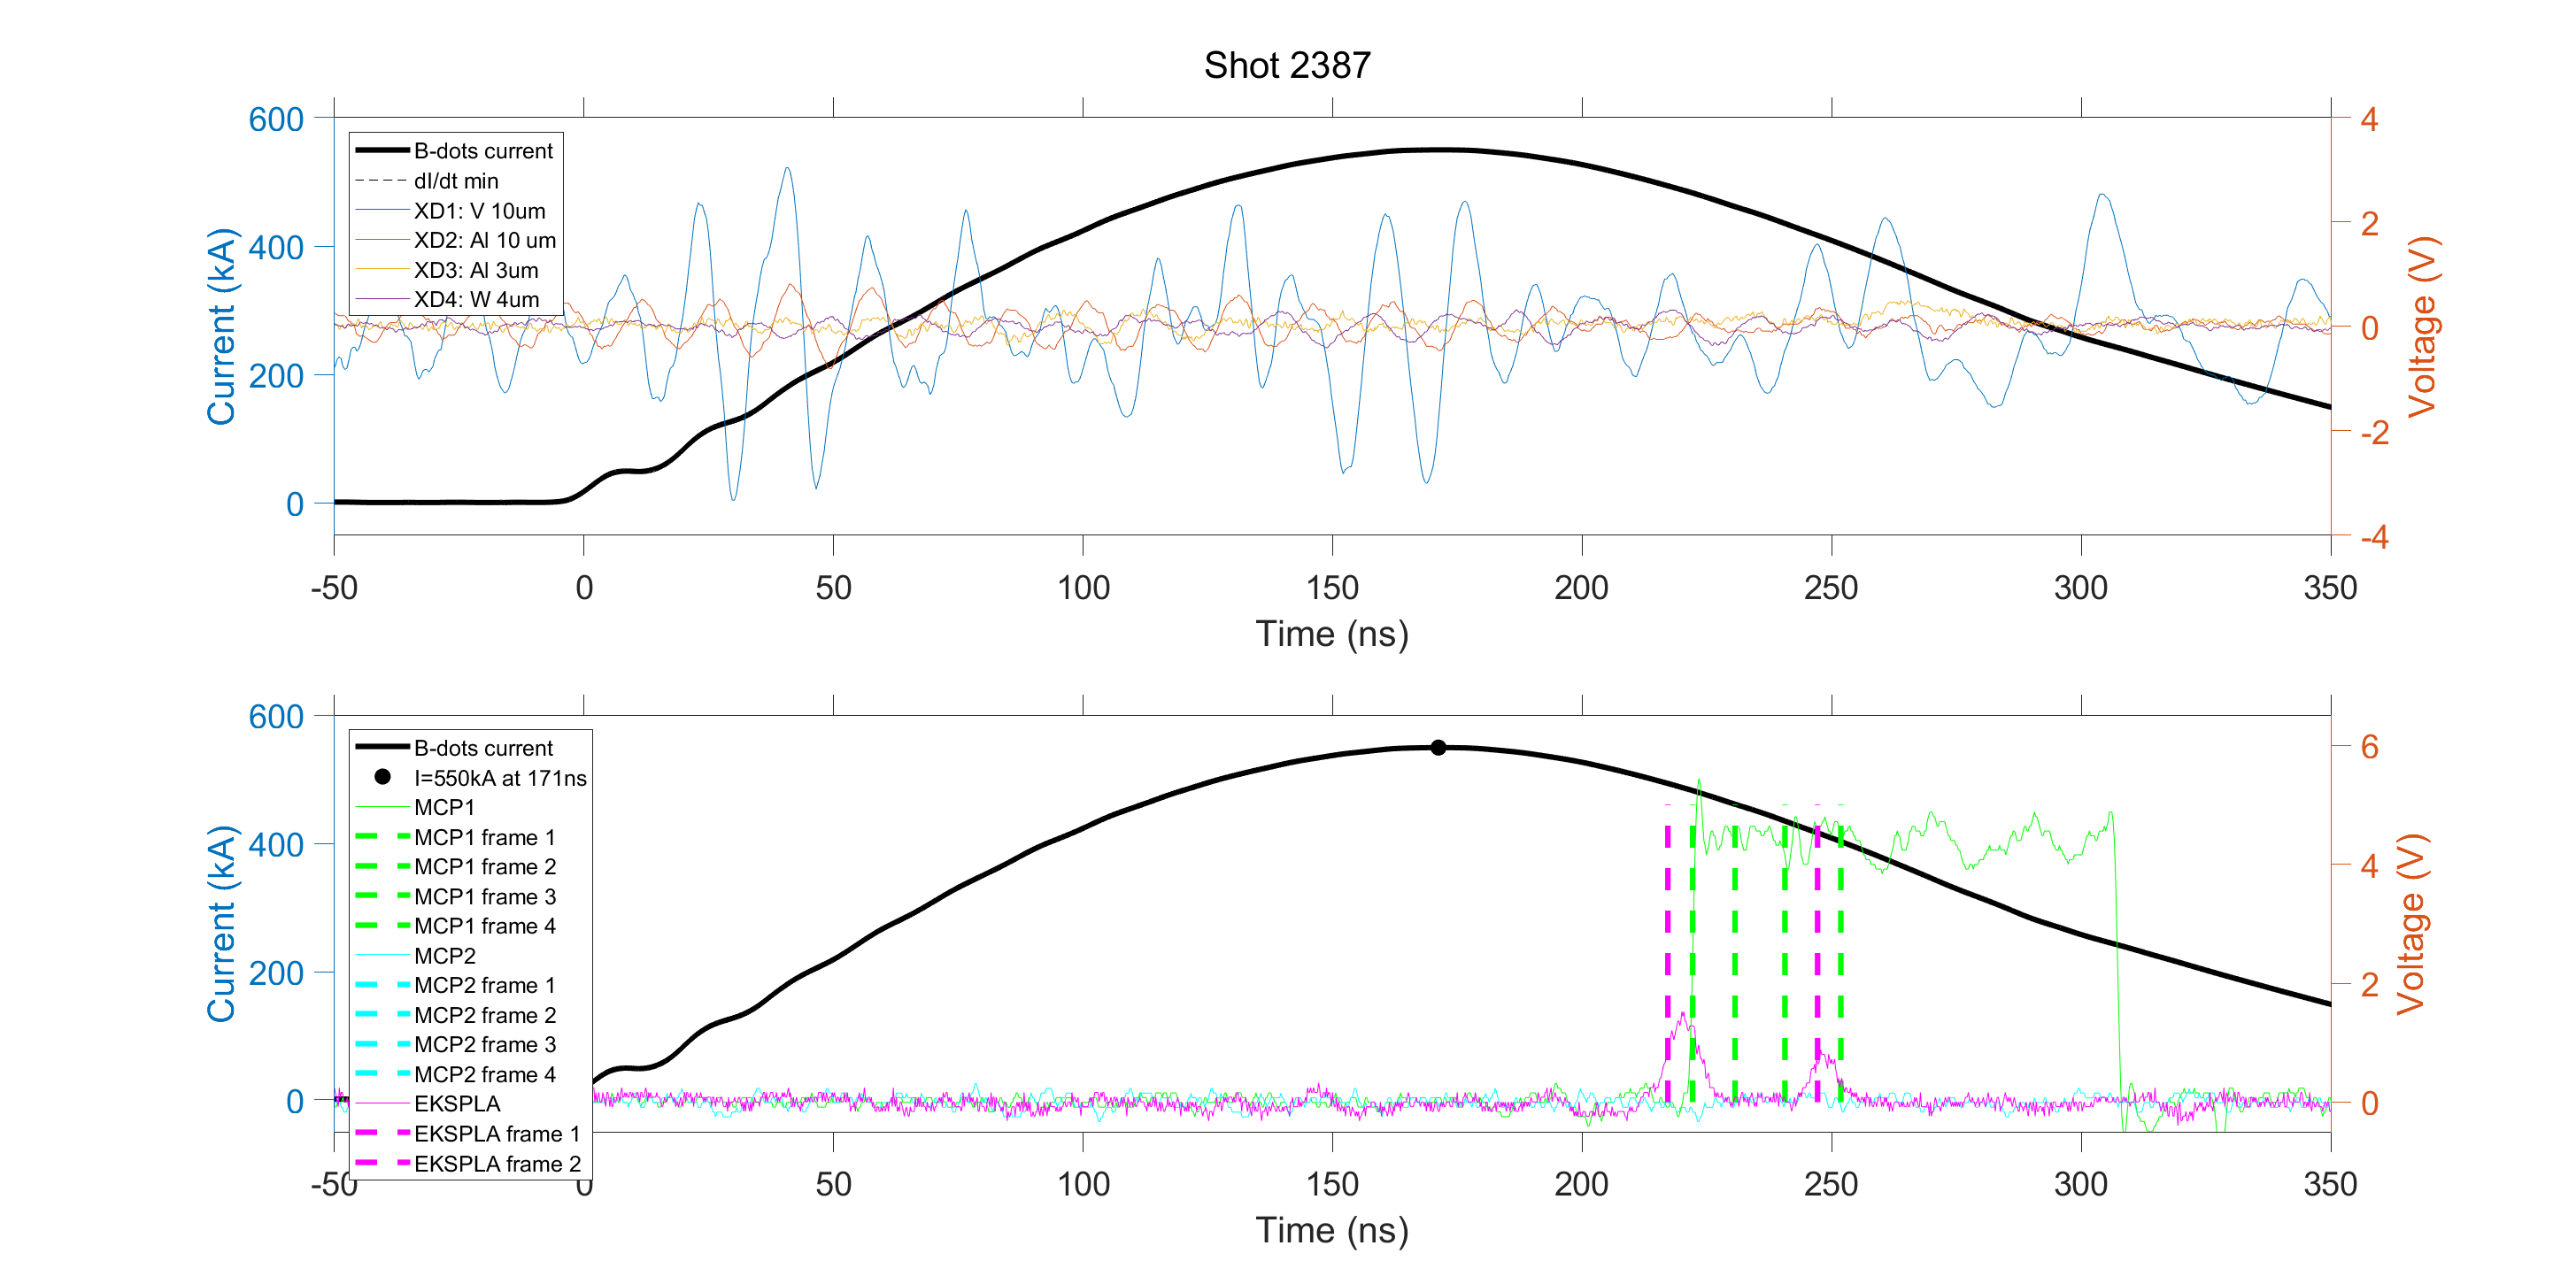 Shot 2387
600
400
200
0
Current (kA)
4
2
0
-2
-4
Voltage (V)
B-dots current
dI/dt min
XD1: V 10um
XD2: Al 10 um
XD3: Al 3um
XD4: W 4um
-50 0 50 100 150 200 250 300 350
Time (ns)
600
400
200
0
Current (kA)
6
4
2
0
Voltage (V)
B-dots current
I=550kA at 171ns
MCP1
MCP1 frame 1
MCP1 frame 2
MCP1 frame 3
MCP1 frame 4
MCP2
MCP2 frame 1
MCP2 frame 2
MCP2 frame 3
MCP2 frame 4
EKSPLA
EKSPLA frame 1
EKSPLA frame 2
-50 0 50 100 150 200 250 300 350
Time (ns)